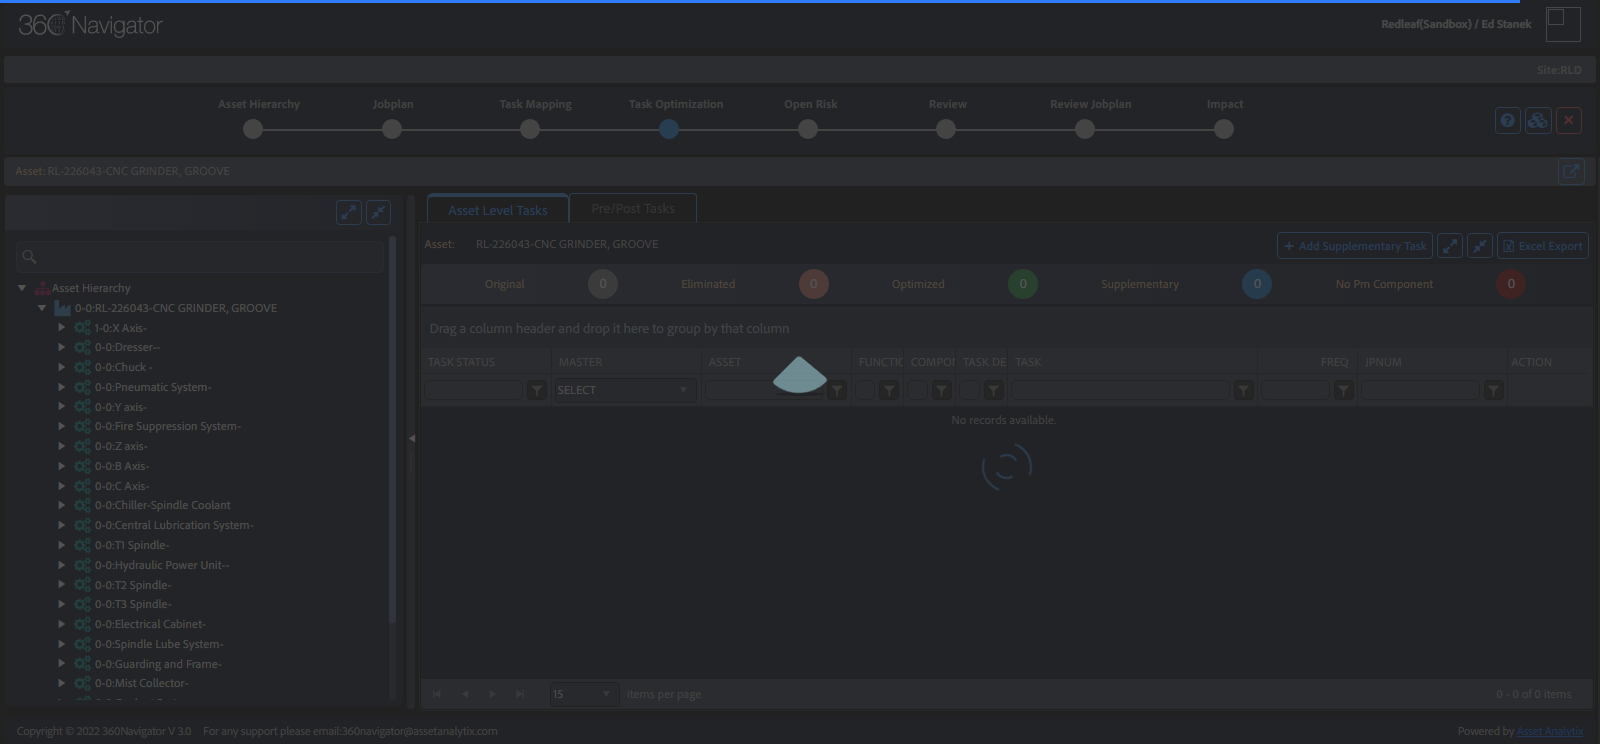 360 Navigator
Redleaf(Sandbox) / Ed Stanek
Site:RLD
Asset Hierarchy Jobplan Task Mapping Task Optimization Open Risk Review Review Jobplan Impact
Asset: RL-226043-CNC GRINDER, GROOVE
Asset Level Tasks Pre/Post Tasks
Asset: RL-226043-CNC GRINDER, GROOVE
+ Add Supplementary Task Excel Export
Original 0 Eliminated 0 Optimized 0 Supplementary 0 No Pm Component 0
Drag a column header and drop it here to group by that column
TASK STATUS MASTER ASSET FUNCTIO COMPON TASK DE TASK FREQ JPNUM ACTION
SELECT
No records available.
Asset Hierarchy
0-0:RL-226043-CNC GRINDER, GROOVE
1-0:X Axis-
0-0:Dresser--
0-0:Chuck -
0-0:Pneumatic System-
0-0:Y axis-
0-0:Fire Suppression System-
0-0:Z axis-
0-0:B Axis-
0-0:C Axis-
0-0:Chiller-Spindle Coolant
0-0:Central Lubrication System-
0-0:T1 Spindle-
0-0:Hydraulic Power Unit--
0-0:T2 Spindle-
0-0:T3 Spindle-
0-0:Electrical Cabinet-
0-0:Spindle Lube System-
0-0:Guarding and Frame-
0-0:Mist Collector-
15 items per page
0 - 0 of 0 items
Copyright © 2022 360Navigator V 3.0 For any support please email:360navigator@assetanalytix.com
Powered by Asset Analytix